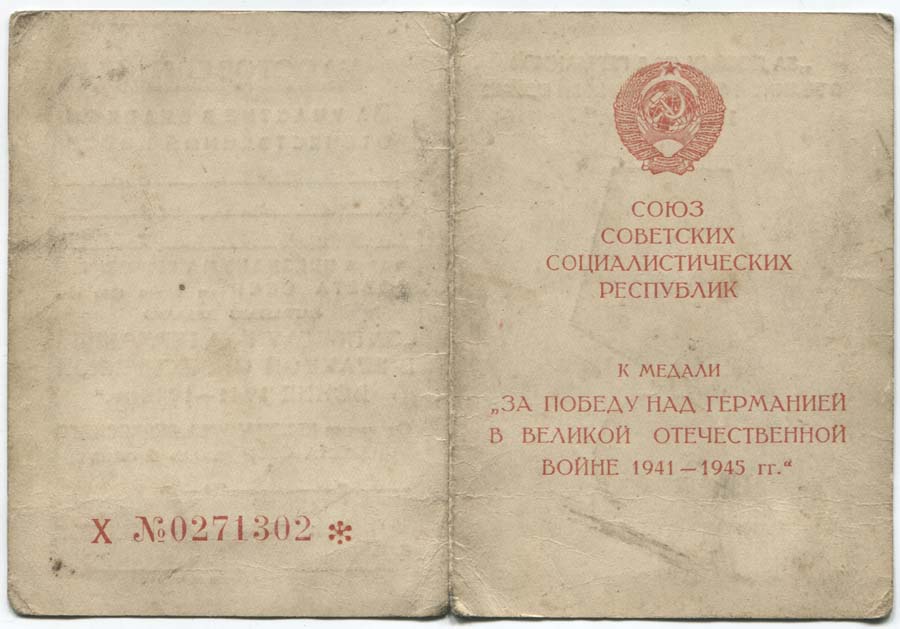 Х №0271302 *
СОЮЗ
СОВЕТСКИХ
СОЦИАЛИСТИЧЕСКИХ
РЕСПУБЛИК
К МЕДАЛИ
„ЗА ПОБЕДУ НАД ГЕРМАНИЕЙ
В ВЕЛИКОЙ ОТЕЧЕСТВЕННОЙ
ВОЙНЕ 1941—1945 гг.“